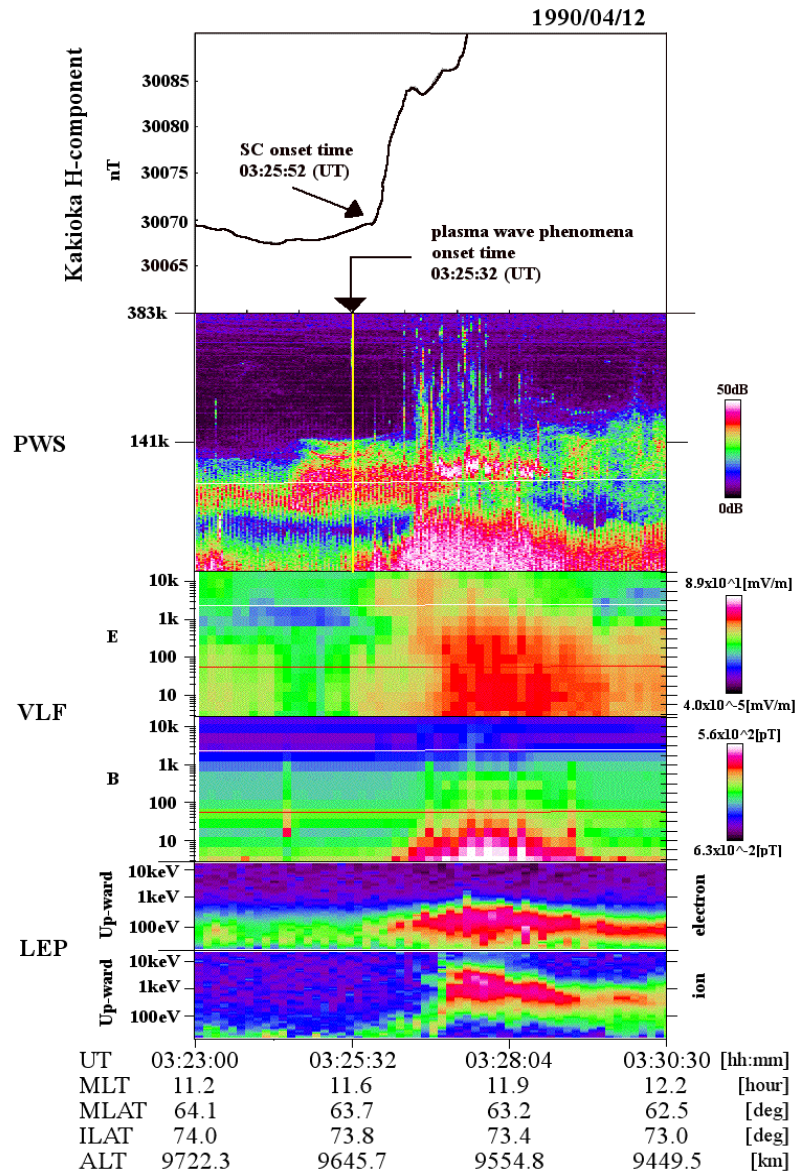 1990/04/12
Kakioka H-component
nT
30085
30080
30075
30070
30065
SC onset time
03:25:52 (UT)
plasma wave phenomena
onset time
03:25:32 (UT)
PWS
383k
141k
50dB
0dB
VLF
E
10k
1k
100
10
8.9x10^1[mV/m]
4.0x10^-5[mV/m]
B
10k
1k
100
10
5.6x10^2[pT]
6.3x10^-2[pT]
LEP
Up-ward
10keV
1keV
100eV
electron
Up-ward
10keV
1keV
100eV
ion
UT 03:23:00 03:25:32 03:28:04 03:30:30 [hh:mm]
MLT 11.2 11.6 11.9 12.2 [hour]
MLAT 64.1 63.7 63.2 62.5 [deg]
ILAT 74.0 73.8 73.4 73.0 [deg]
ALT 9722.3 9645.7 9554.8 9449.5 [km]